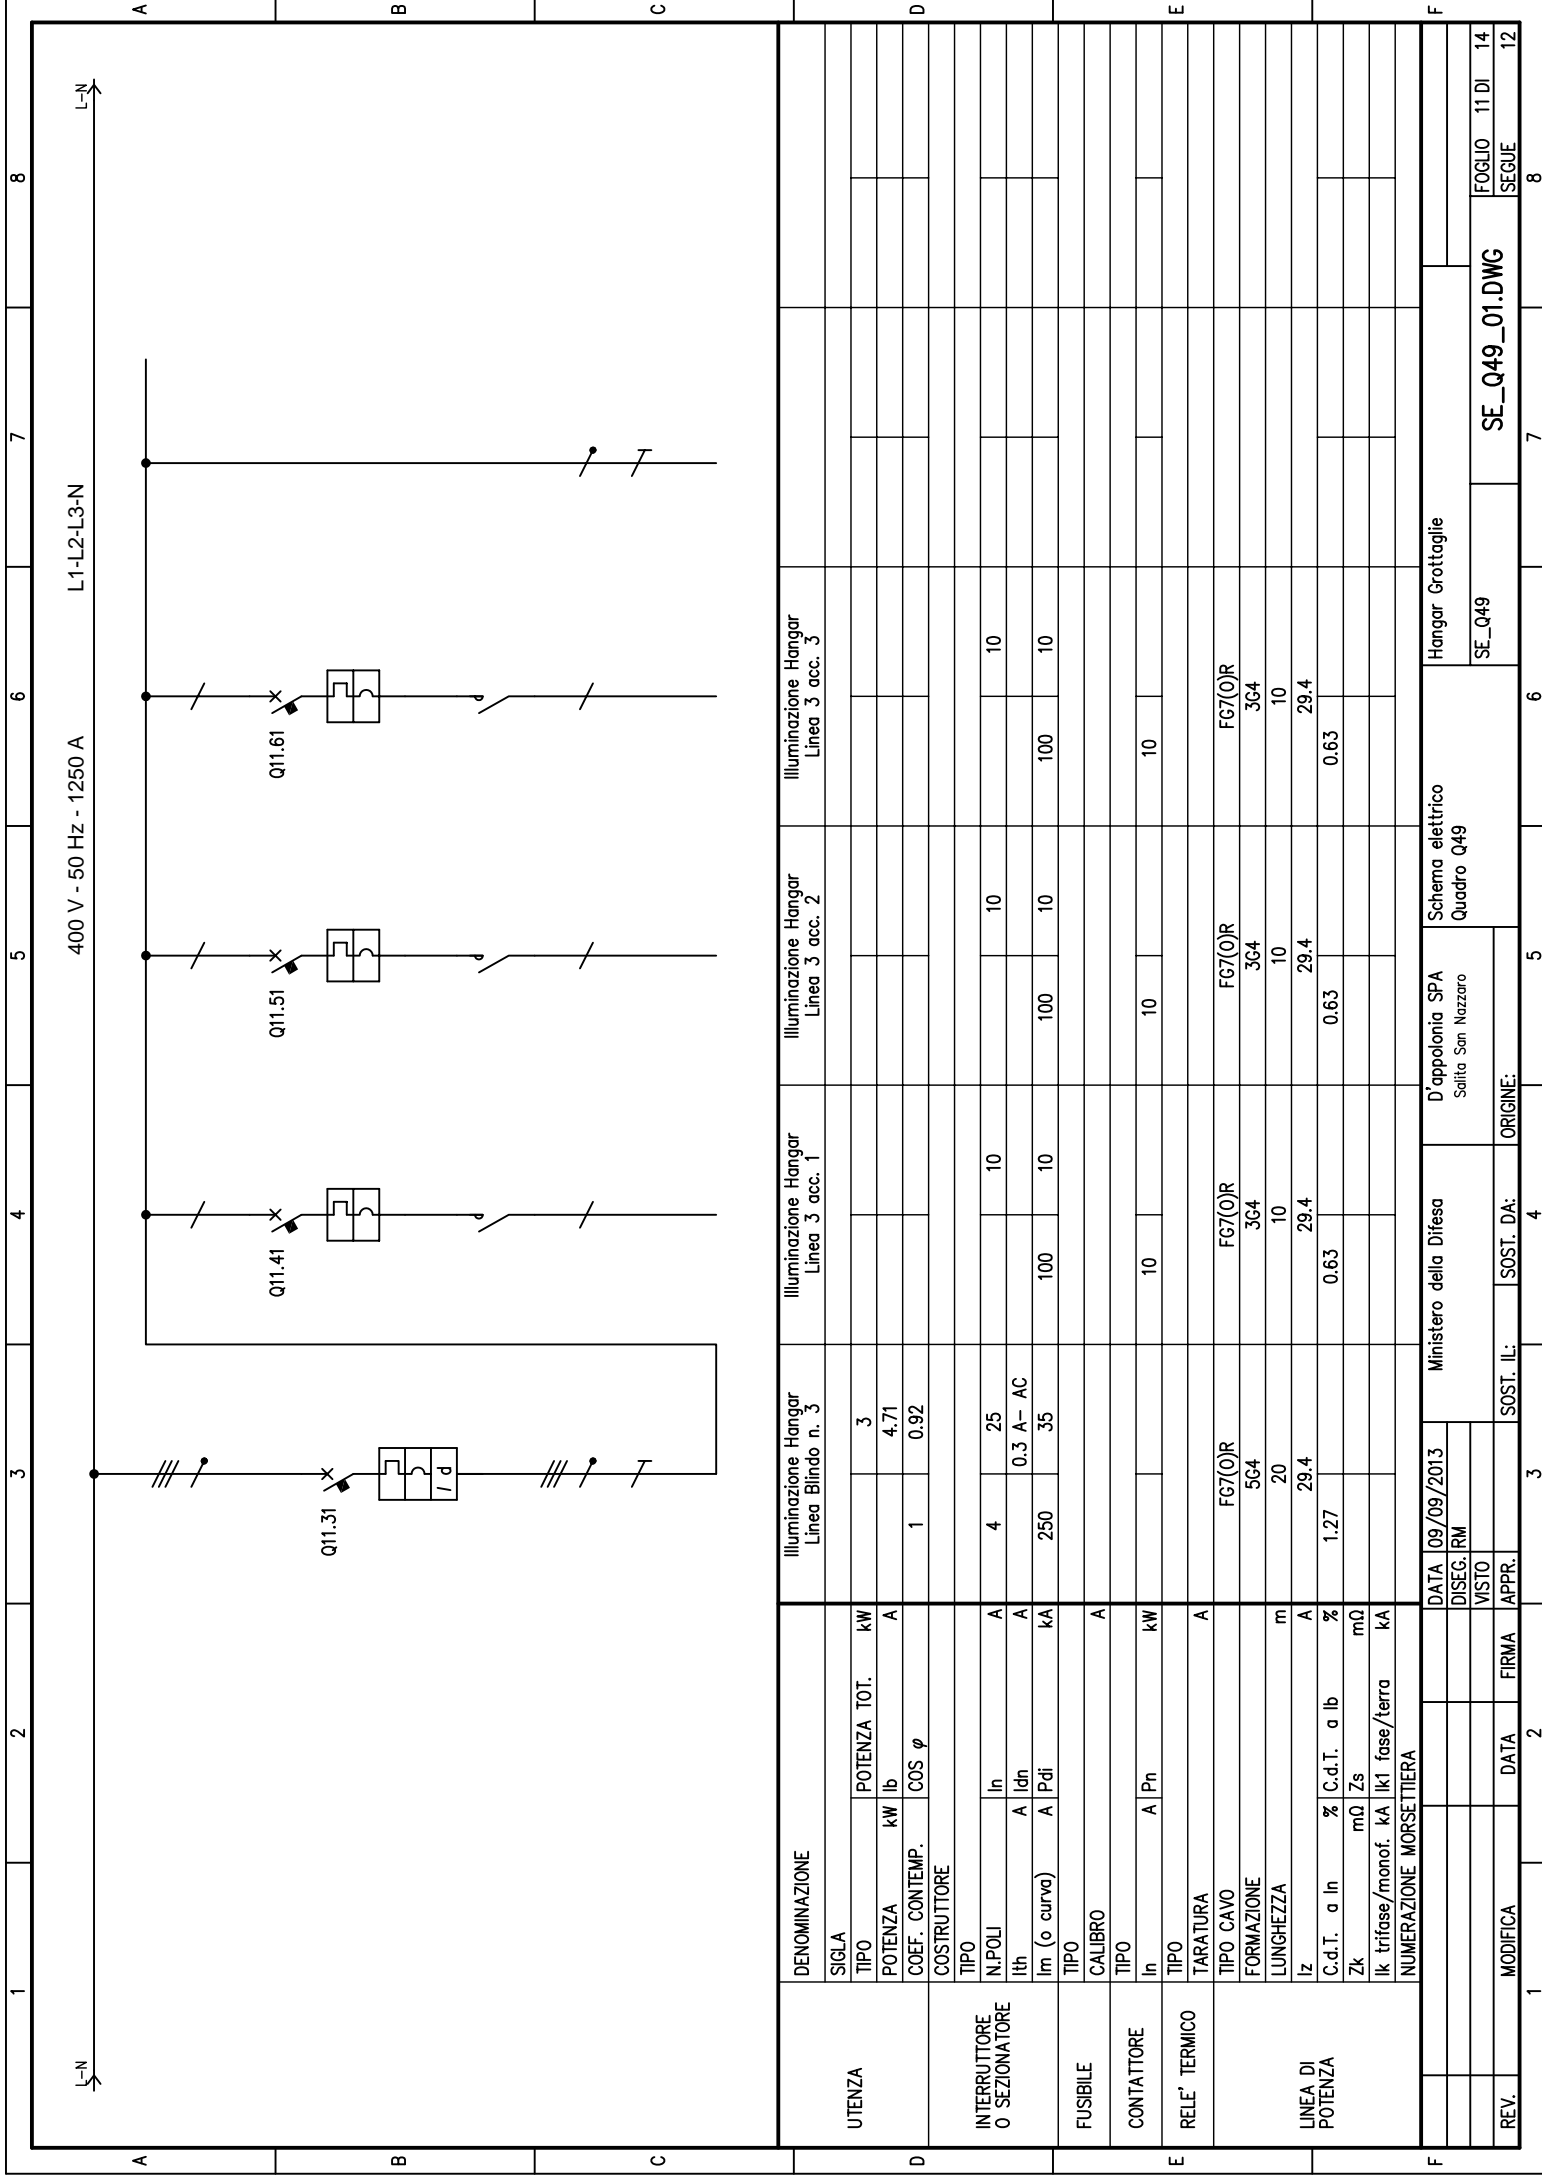 1 2 3 4 5 6 7 8
A A
B B
C C
D D
E E
F F
L-N 400 V - 50 Hz - 1250 A L1-L2-L3-N L-N
Q11.31
I d
Q11.41
Q11.51
Q11.61
UTENZA
DENOMINAZIONE
Illuminazione Hangar
Linea Blindo n. 3
Illuminazione Hangar
Linea 3 acc. 1
Illuminazione Hangar
Linea 3 acc. 2
Illuminazione Hangar
Linea 3 acc. 3
SIGLA
TIPO POTENZA TOT. kW 3
POTENZA kW Ib A 4.71
COEF. CONTEMP. COS φ 1 0.92
INTERRUTTORE
O SEZIONATORE
COSTRUTTORE
TIPO
N.POLI In A 4 25 10 10 10
Ith A Idn A 0.3 A- AC
Im (o curva) A Pdi kA 250 35 100 10 100 10 100 10
FUSIBILE
TIPO
CALIBRO A
CONTATTORE
TIPO
In A Pn kW 10 10 10
RELE' TERMICO
TIPO
TARATURA A
LINEA DI
POTENZA
TIPO CAVO FG7(O)R FG7(O)R FG7(O)R FG7(O)R
FORMAZIONE 5G4 3G4 3G4 3G4
LUNGHEZZA m 20 10 10 10
Iz A 29.4 29.4 29.4 29.4
C.d.T. a In % C.d.T. a Ib % 1.27 0.63 0.63 0.63
Zk mΩ Zs mΩ
Ik trifase/monof. kA Ik1 fase/terra kA
NUMERAZIONE MORSETTIERA
REV. MODIFICA DATA FIRMA
DATA 09/09/2013
DISEG. RM
VISTO
APPR.
Ministero della Difesa
SOST. IL: SOST. DA: ORIGINE:
D'appolonia SPA
Salita San Nazzaro
Schema elettrico
Quadro Q49
Hangar Grottaglie
SE_Q49
SE_Q49_01.DWG
FOGLIO 11 DI 14
SEGUE 12
1 2 3 4 5 6 7 8